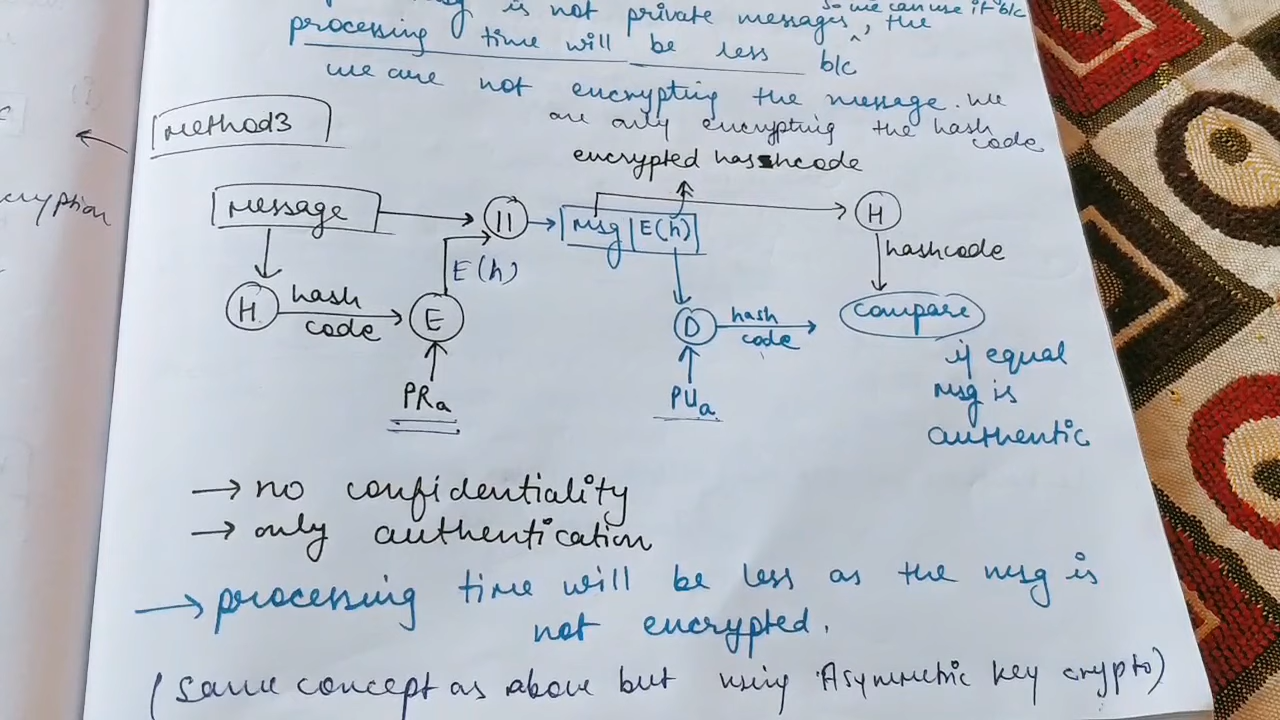 so we can use it b/c
is not private messages, the
processing time will be less b/c
we are not encrypting the message. we
are only encrypting the hash
code
Method3
encrypted hashcode
cryption
message
||
msg E(h)
H
hashcode
E(h)
H
hash
code
E
D
hash
code
compare
PRa
PUa
if equal
msg is
authentic
→ no confidentiality
→ only authentication
→ processing time will be less as the msg is
not encrypted.
(same concept as above but using Asymmetric key crypto)